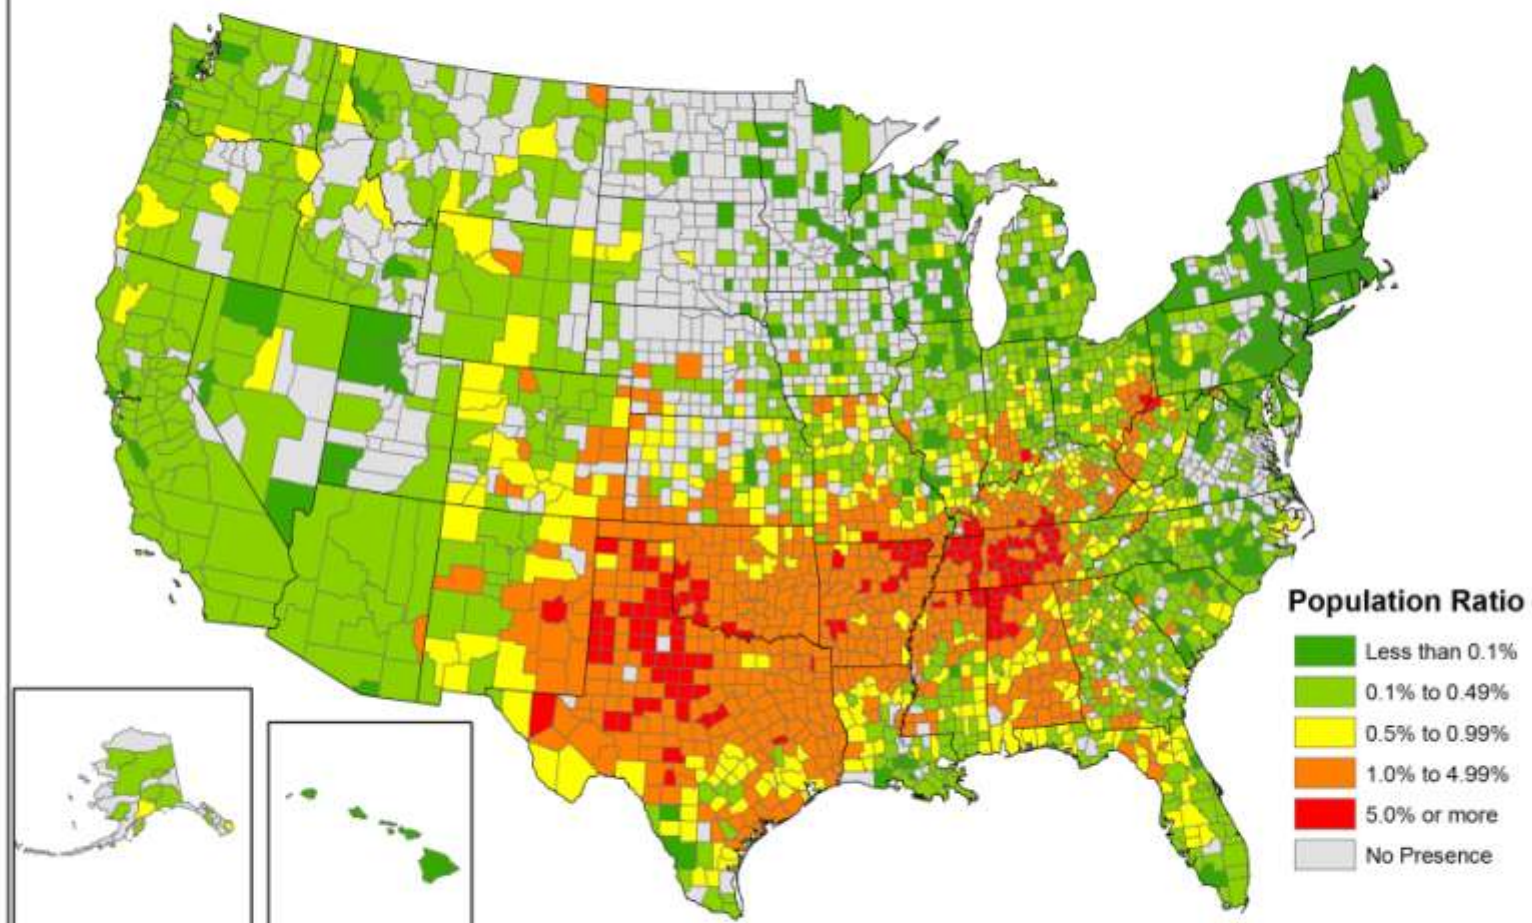 Population Ratio
Less than 0.1%
0.1% to 0.49%
0.5% to 0.99%
1.0% to 4.99%
5.0% or more
No Presence